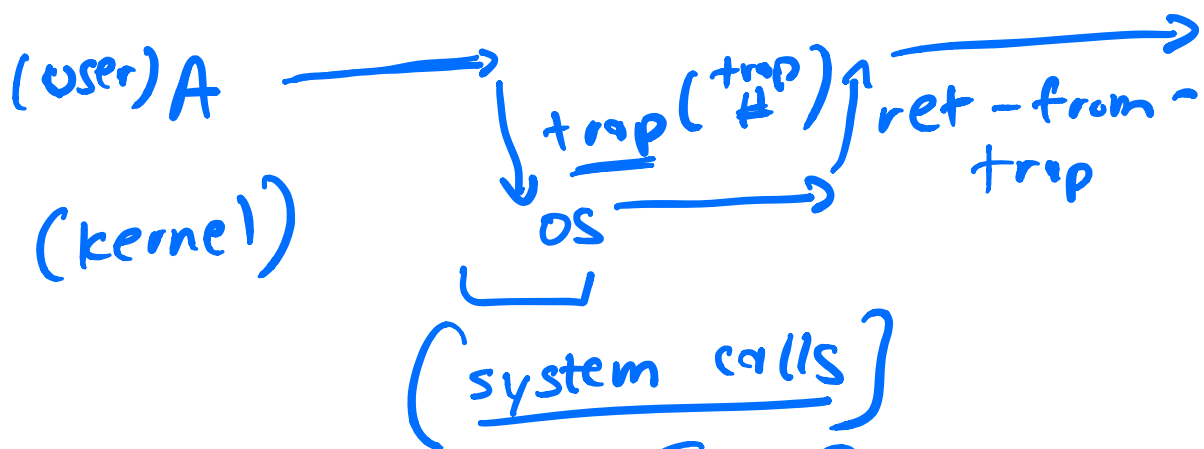 (user) A
trap (trap #)
ret-from-
trap
(kernel)
OS
(system calls)